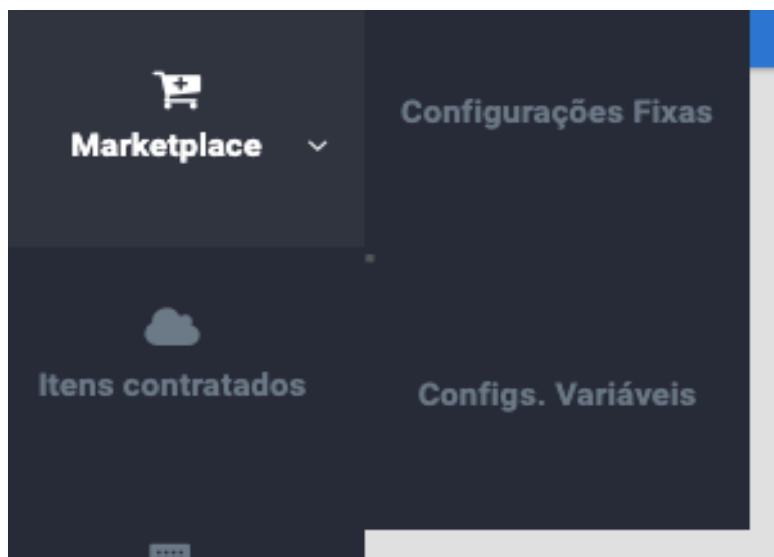 Marketplace
Configurações Fixas
Itens contratados
Configs. Variáveis